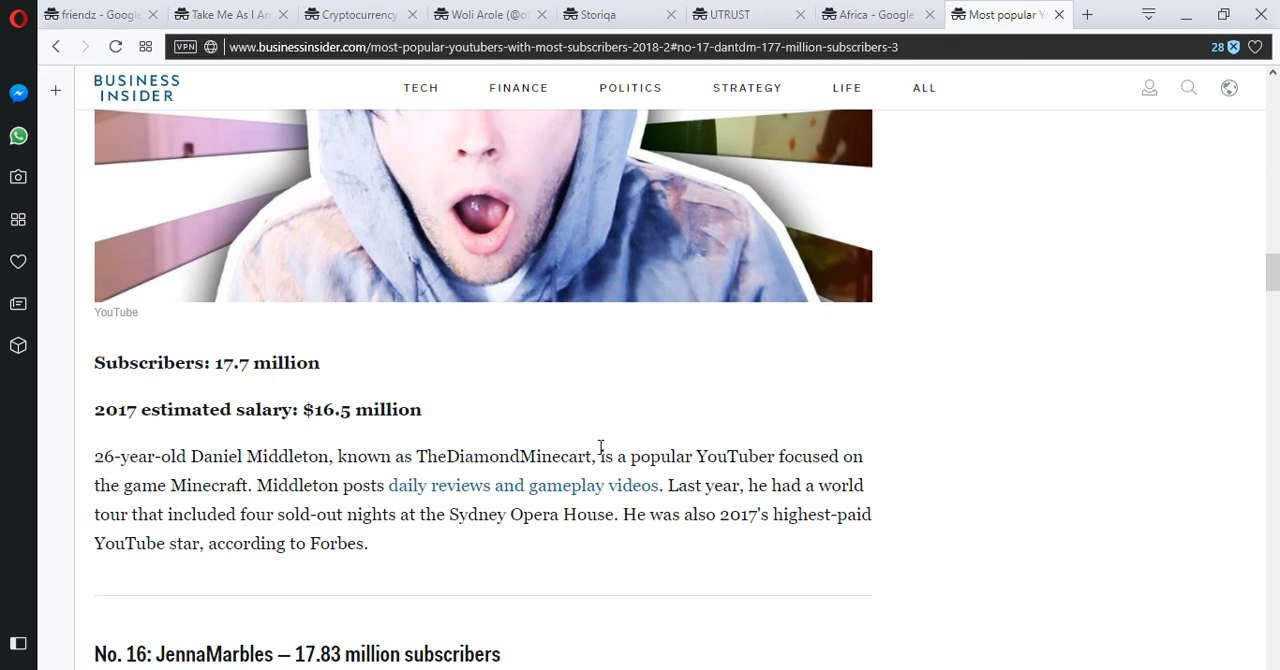 friendz - Google
Take Me As I An
Cryptocurrency
Woli Arole (@o
Storiqa
UTRUST
Africa - Google
Most popular Y
VPN
www.businessinsider.com/most-popular-youtubers-with-most-subscribers-2018-2#no-17-dantdm-177-million-subscribers-3
28
BUSINESS
INSIDER
TECH
FINANCE
POLITICS
STRATEGY
LIFE
ALL
YouTube
Subscribers: 17.7 million
2017 estimated salary: $16.5 million
26-year-old Daniel Middleton, known as TheDiamondMinecart, is a popular YouTuber focused on
the game Minecraft. Middleton posts daily reviews and gameplay videos. Last year, he had a world
tour that included four sold-out nights at the Sydney Opera House. He was also 2017's highest-paid
YouTube star, according to Forbes.
No. 16: JennaMarbles – 17.83 million subscribers